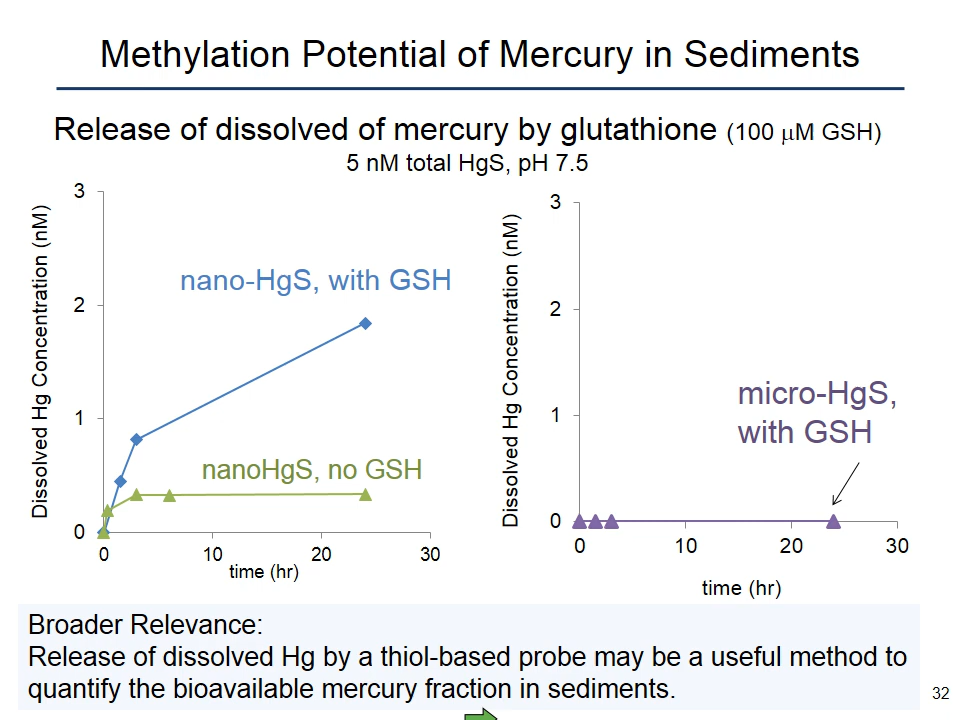 Methylation Potential of Mercury in Sediments
Release of dissolved of mercury by glutathione (100 μM GSH)
5 nM total HgS, pH 7.5
Dissolved Hg Concentration (nM)
3
2
1
0
nano-HgS, with GSH
nanoHgS, no GSH
0
10
20
30
time (hr)
Dissolved Hg Concentration (nM)
3
2
1
0
micro-HgS,
with GSH
0
10
20
30
time (hr)
Broader Relevance:
Release of dissolved Hg by a thiol-based probe may be a useful method to
quantify the bioavailable mercury fraction in sediments.
32